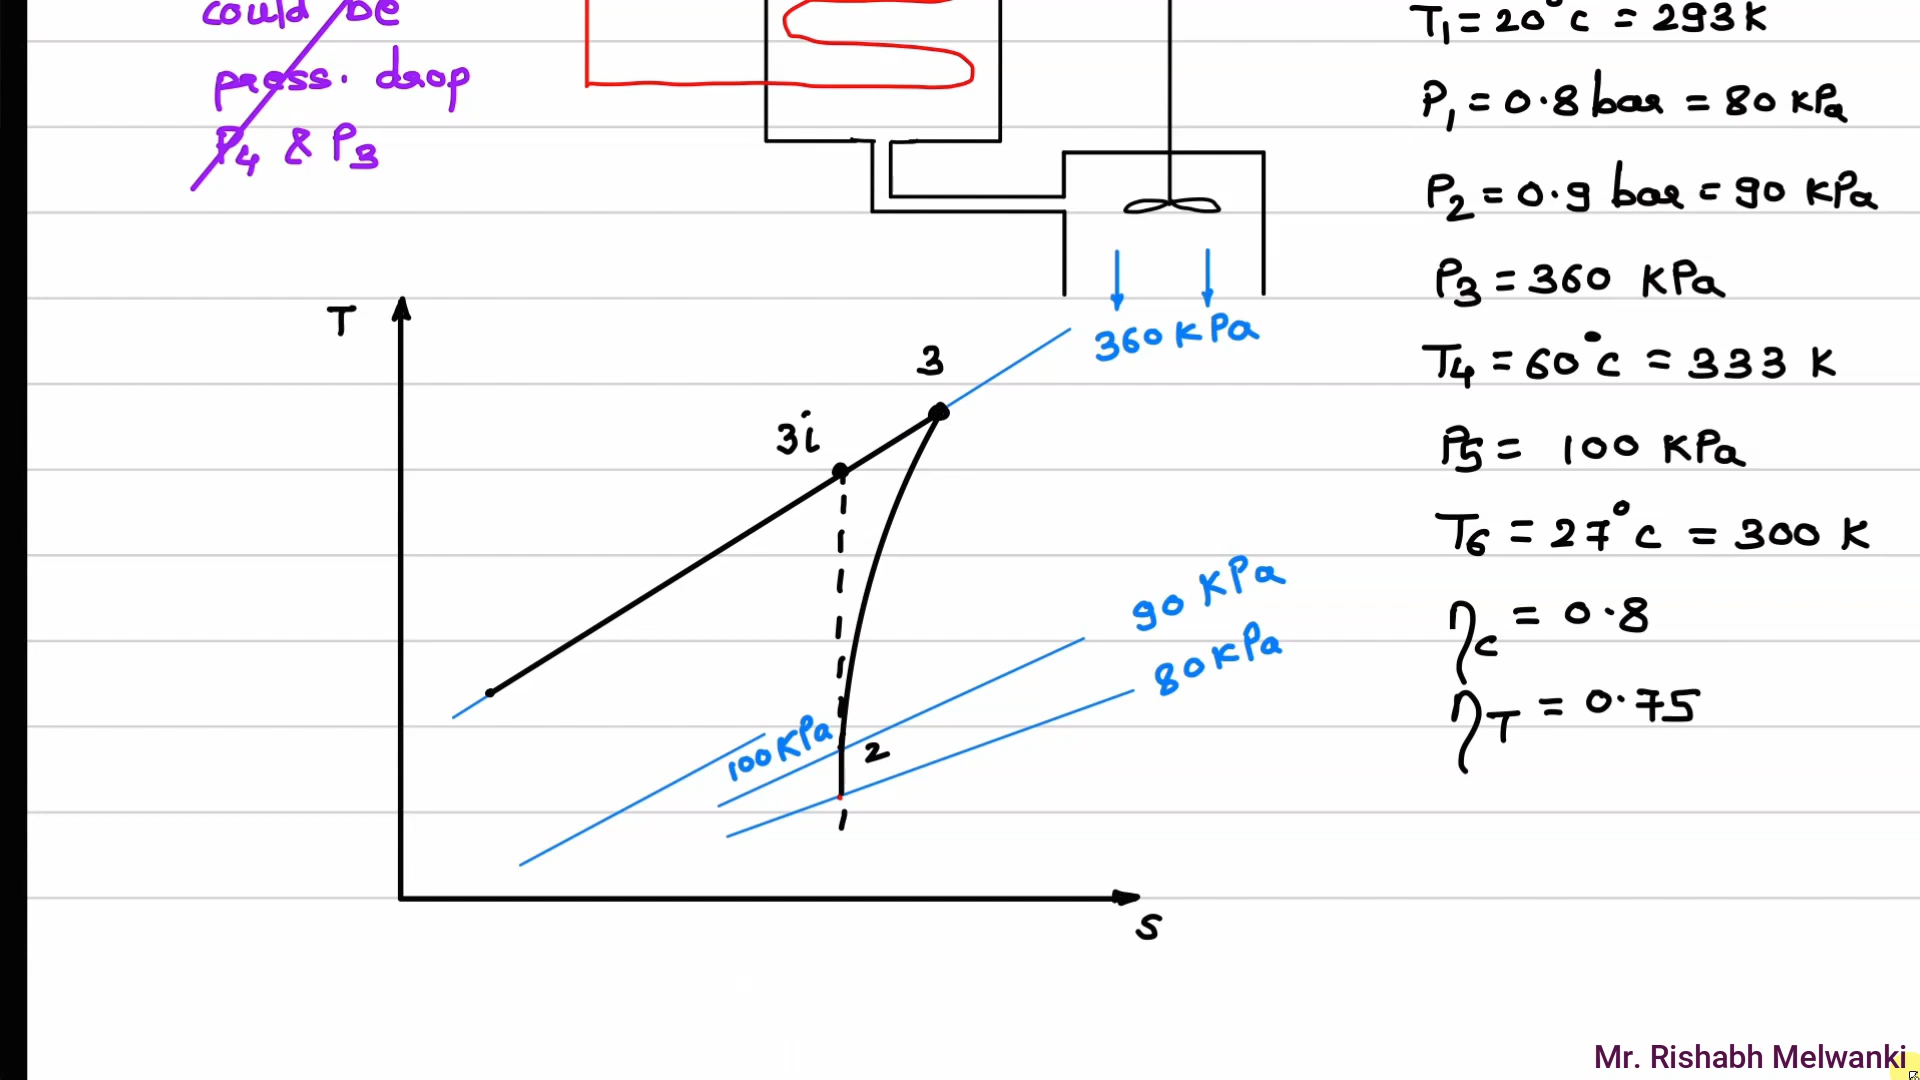 could be
press. drop
P4 & P3
T1 = 20°c = 293K
P1 = 0.8 bar = 80 KPa
P2 = 0.9 bar = 90 KPa
P3 = 360 KPa
T4 = 60°c = 333 K
P5 = 100 KPa
T6 = 27°c = 300 K
ηc = 0.8
ηT = 0.75
T
360 KPa
3
3i
90 KPa
80 KPa
100 KPa
2
1
S
Mr. Rishabh Melwanki